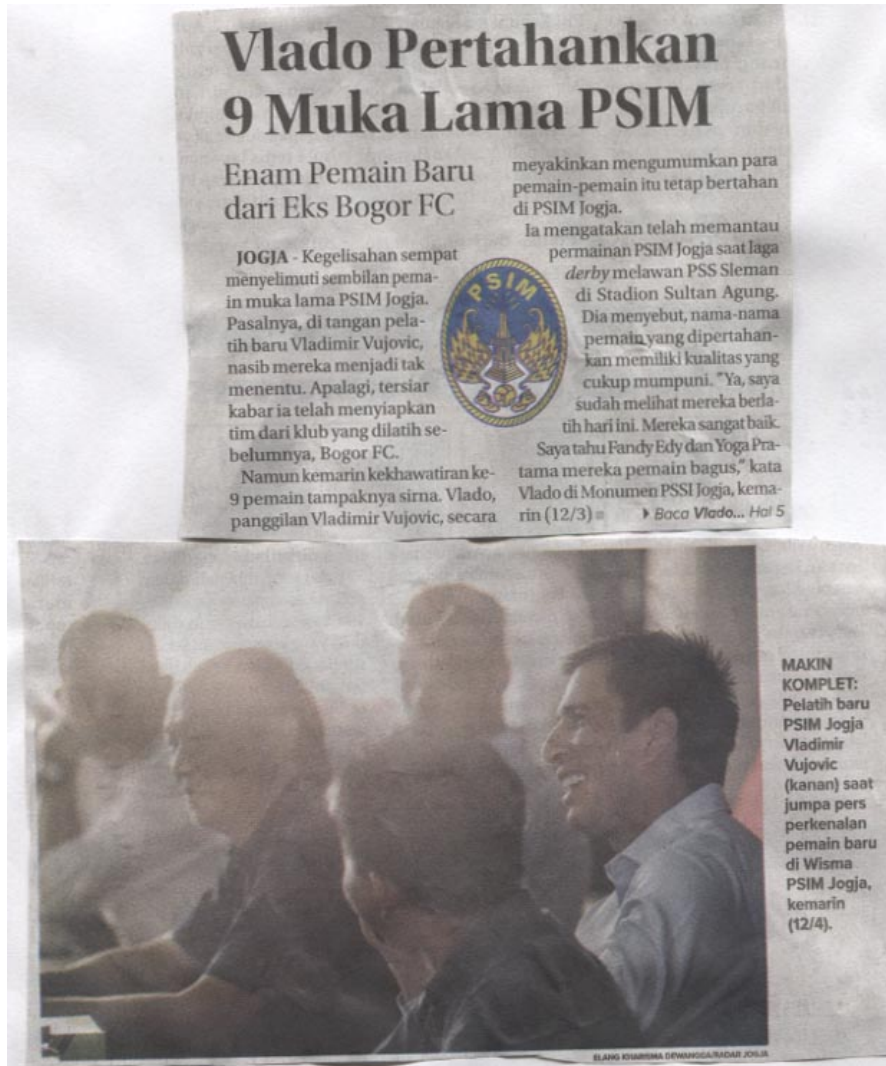 Vlado Pertahankan
9 Muka Lama PSIM
Enam Pemain Baru
dari Eks Bogor FC
JOGJA - Kegelisahan sempat
menyelimuti sembilan pema-
in muka lama PSIM Jogja.
Pasalnya, di tangan pela-
tih baru Vladimir Vujovic,
nasib mereka menjadi tak
menentu. Apalagi, tersiar
kabar ia telah menyiapkan
tim dari klub yang dilatih se-
belumnya, Bogor FC.
Namun kemarin kekhawatiran ke-
9 pemain tampaknya sirna. Vlado,
panggilan Vladimir Vujovic, secara
meyakinkan mengumumkan para
pemain-pemain itu tetap bertahan
di PSIM Jogja.
Ia mengatakan telah memantau
permainan PSIM Jogja saat laga
derby melawan PSS Sleman
di Stadion Sultan Agung.
Dia menyebut, nama-nama
pemain yang dipertahan-
kan memiliki kualitas yang
cukup mumpuni. "Ya, saya
sudah melihat mereka berla-
tih hari ini. Mereka sangat baik.
Saya tahu Fandy Edy dan Yoga Pra-
tama mereka pemain bagus," kata
Vlado di Monumen PSSI Jogja, kema-
rin (12/3)
Baca Vlado... Hal 5
PSIM
MAKIN
KOMPLET:
Pelatih baru
PSIM Jogja
Vladimir
Vujovic
(kanan) saat
jumpa pers
perkenalan
pemain baru
di Wisma
PSIM Jogja,
kemarin
(12/4).
ELANG KHARISMA DEWANGGA/RADAR JOGJA